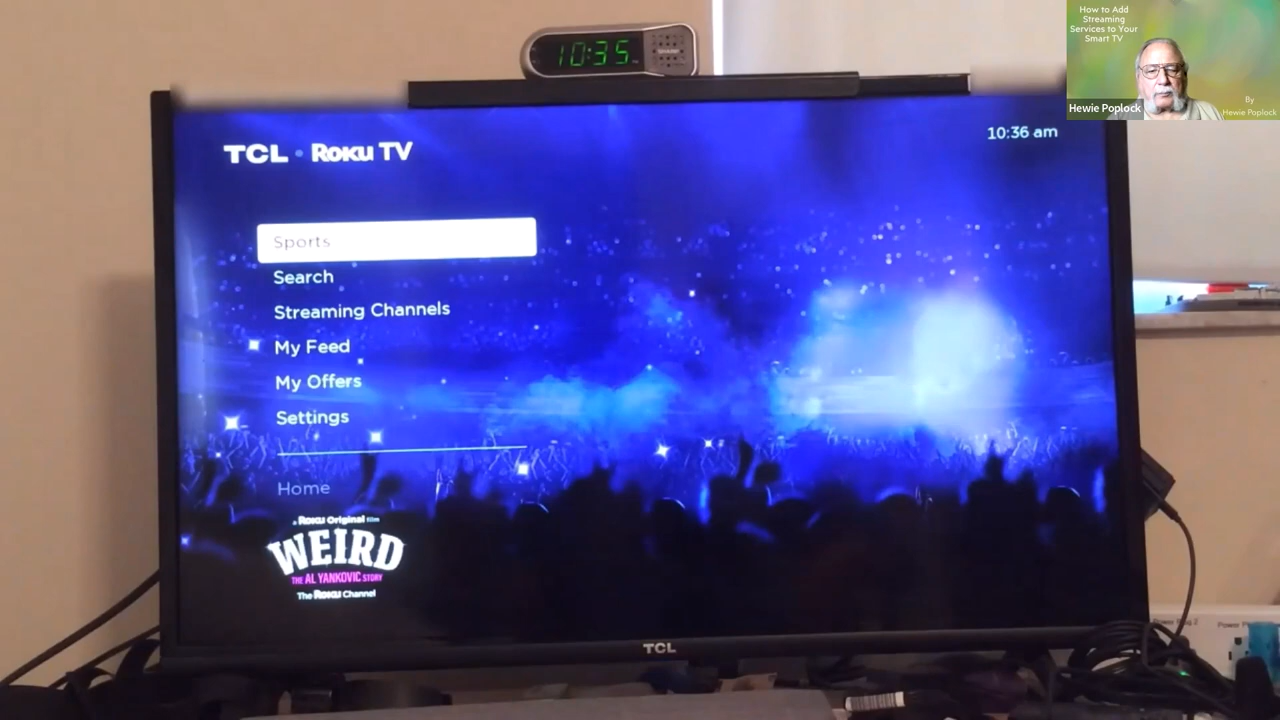 How to Add
Streaming
Services to Your
Smart TV
Hewie Poplock
By
Hewie Poplock
10:35
SHARP
10:36 am
TCL • Roku TV
Sports
Search
Streaming Channels
My Feed
My Offers
Settings
Home
a Roku Original film
WEIRD
THE AL YANKOVIC STORY
The Roku Channel
TCL